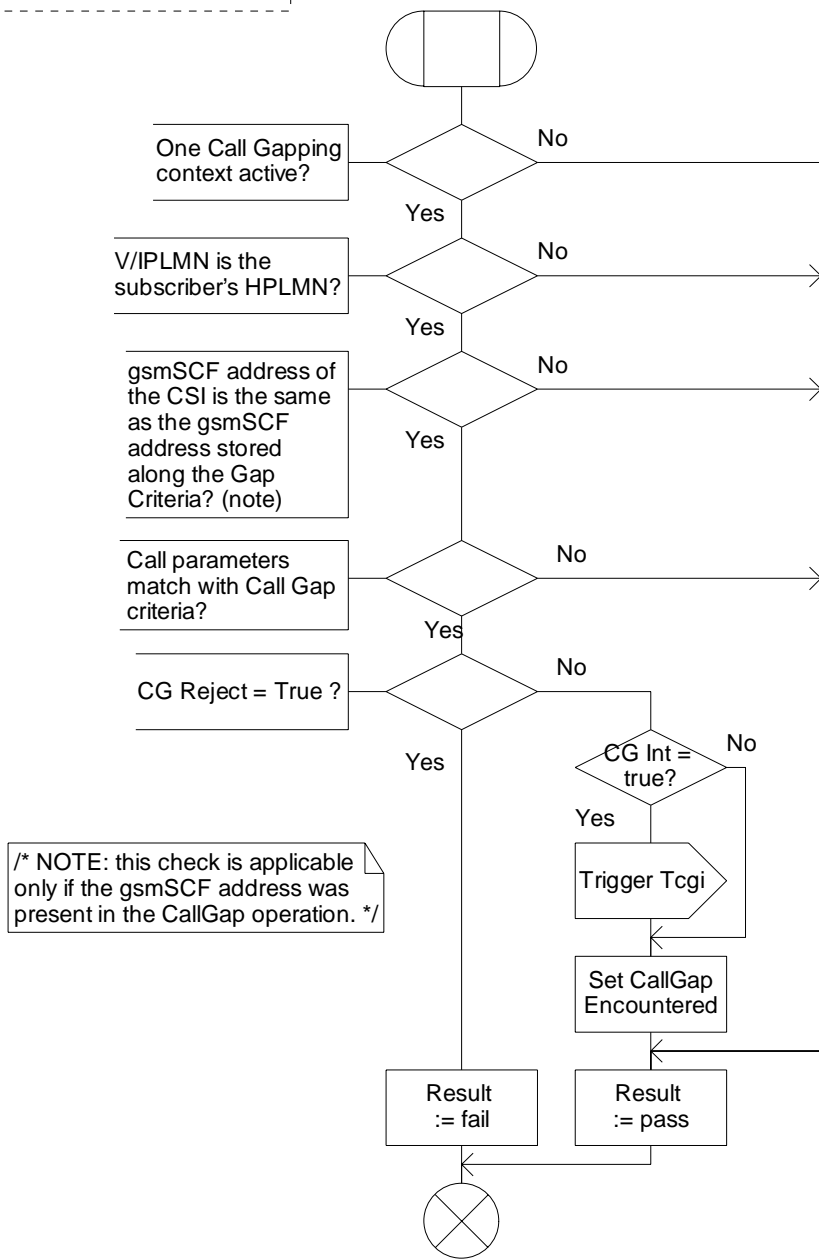 One Call Gapping
context active?
No
Yes
V/IPLMN is the
subscriber's HPLMN?
No
Yes
gsmSCF address of
the CSI is the same
as the gsmSCF
address stored
along the Gap
Criteria? (note)
No
Yes
Call parameters
match with Call Gap
criteria?
No
Yes
CG Reject = True ?
No
Yes
CG Int =
true?
No
Yes
Trigger Tcgi
/* NOTE: this check is applicable
only if the gsmSCF address was
present in the CallGap operation. */
Set CallGap
Encountered
Result
:= fail
Result
:= pass